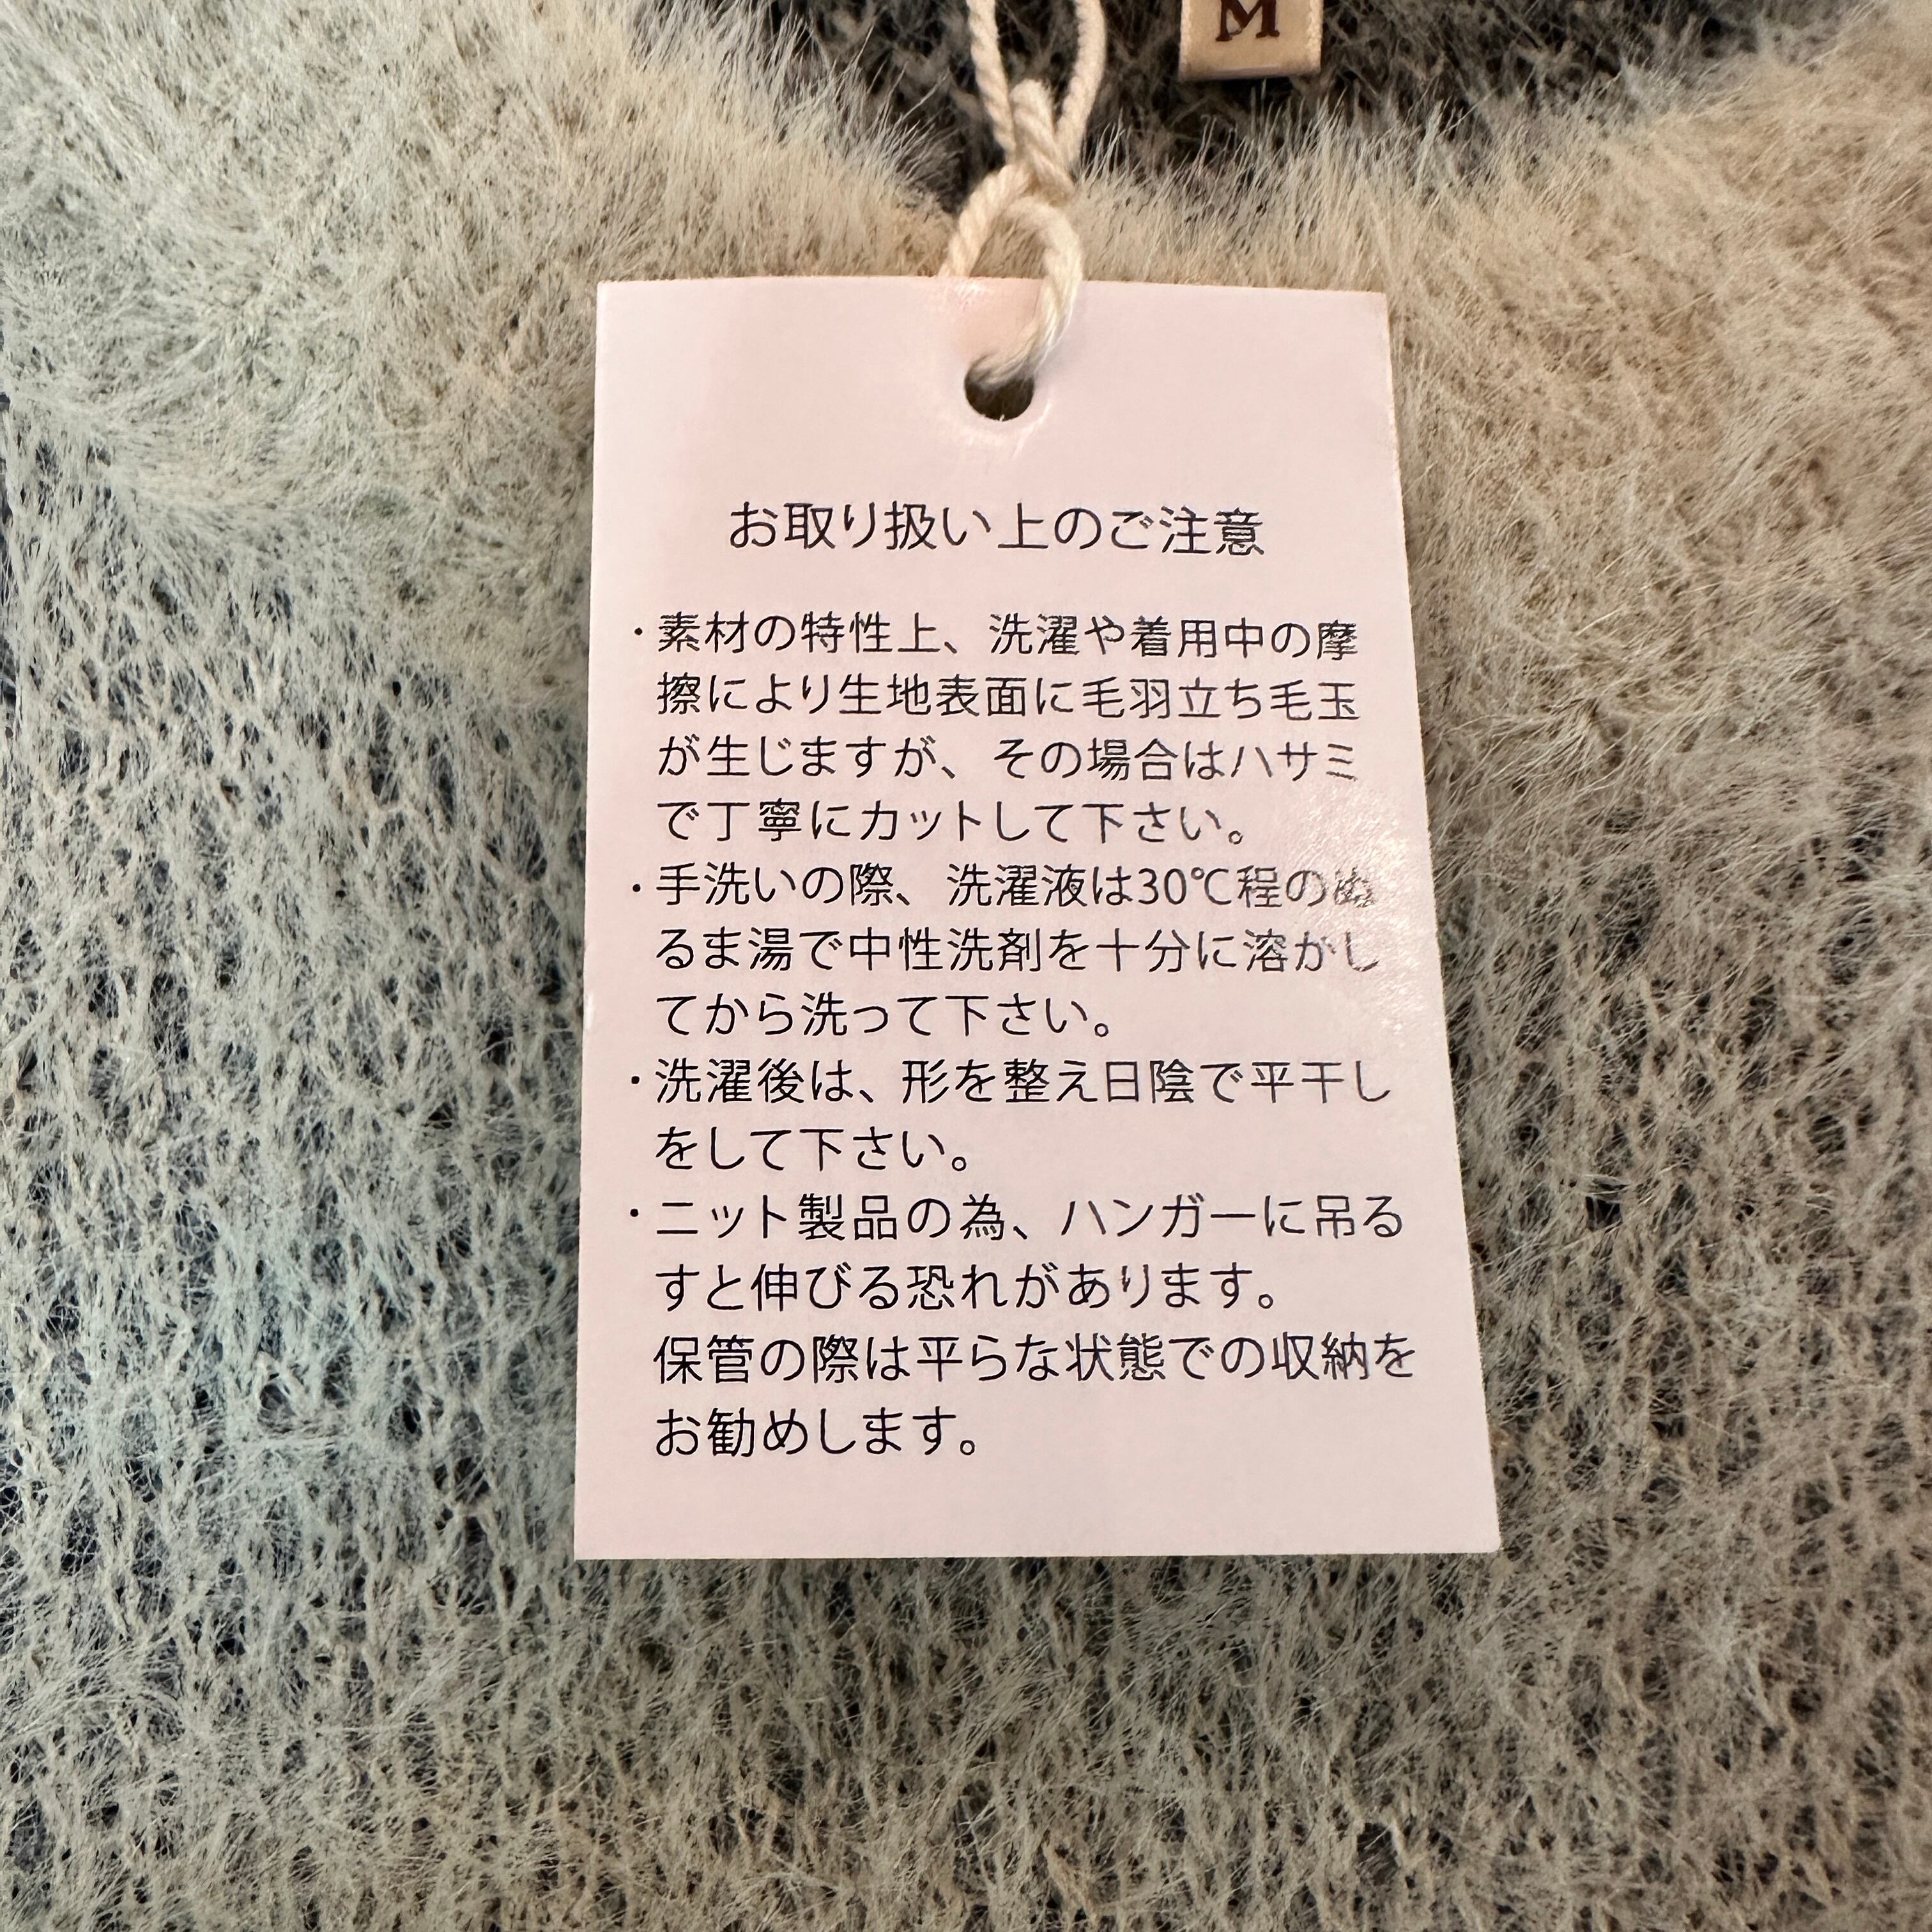 M
お取り扱い上のご注意
・素材の特性上、洗濯や着用中の摩
擦により生地表面に毛羽立ち毛玉
が生じますが、その場合はハサミ
で丁寧にカットして下さい。
・手洗いの際、洗濯液は30℃程のぬ
るま湯で中性洗剤を十分に溶かし
てから洗って下さい。
・洗濯後は、形を整え日陰で平干し
をして下さい。
・ニット製品の為、ハンガーに吊る
すと伸びる恐れがあります。
保管の際は平らな状態での収納を
お勧めします。